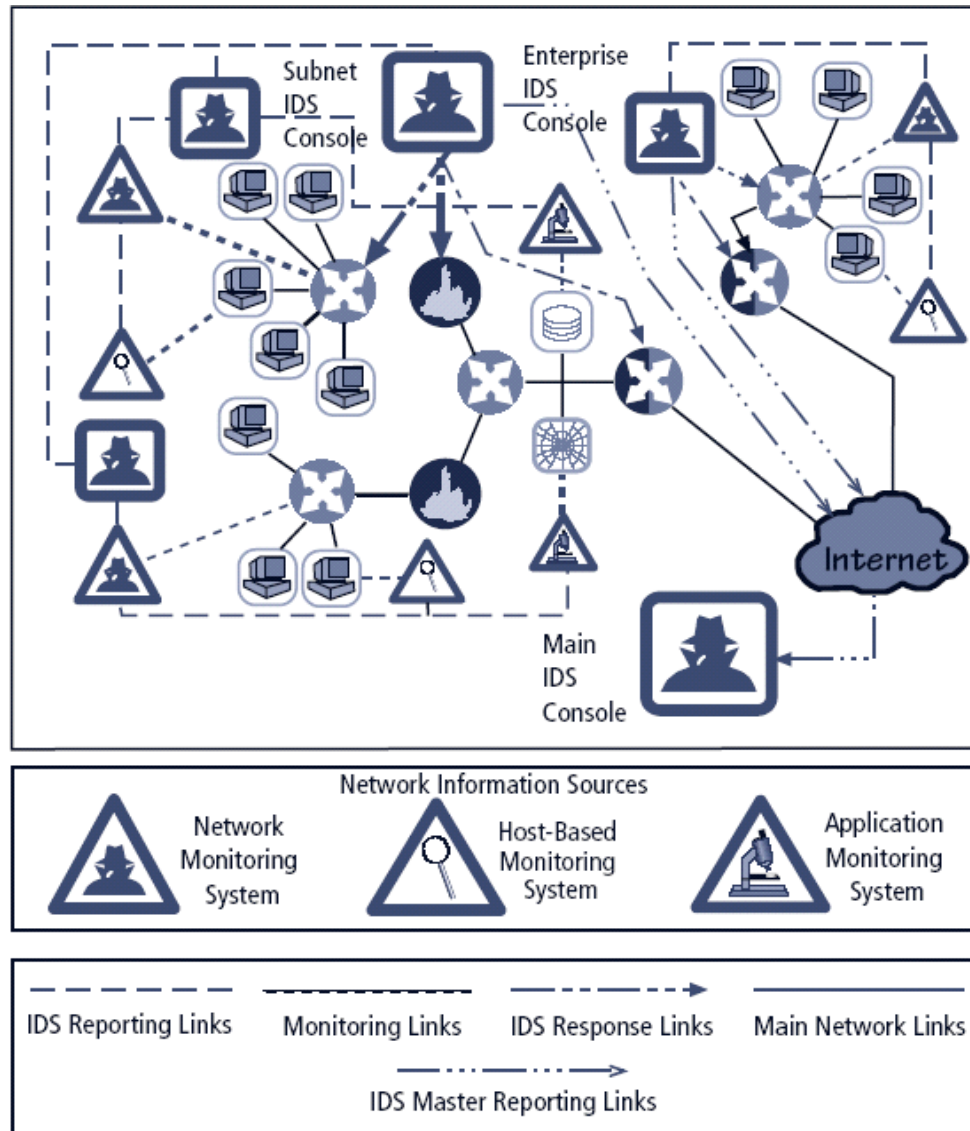 Subnet
IDS
Console
Enterprise
IDS
Console
Internet
Main
IDS
Console
Network Information Sources
Network
Monitoring
System
Host-Based
Monitoring
System
Application
Monitoring
System
IDS Reporting Links
Monitoring Links
IDS Response Links
Main Network Links
IDS Master Reporting Links